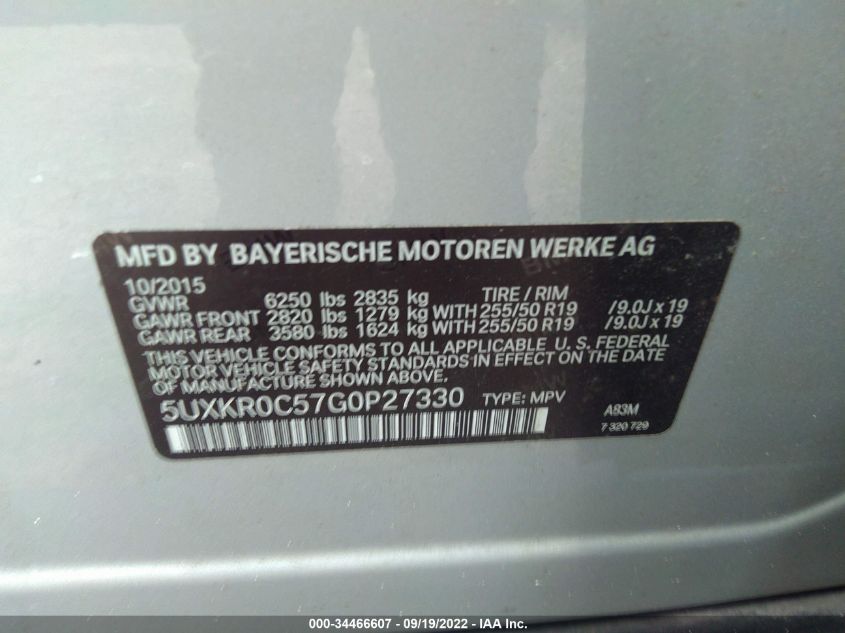 MFD BY BAYERISCHE MOTOREN WERKE AG
10/2015
GVWR 6250 lbs 2835 kg TIRE / RIM
GAWR FRONT 2820 lbs 1279 kg WITH 255/50 R19 /9.0J x 19
GAWR REAR 3580 lbs 1624 kg WITH 255/50 R19 /9.0J x 19
THIS VEHICLE CONFORMS TO ALL APPLICABLE U. S. FEDERAL
MOTOR VEHICLE SAFETY STANDARDS IN EFFECT ON THE DATE
OF MANUFACTURE SHOWN ABOVE.
5UXKR0C57G0P27330 TYPE: MPV A83M
7 320 729
000-34466607 - 09/19/2022 - IAA Inc.